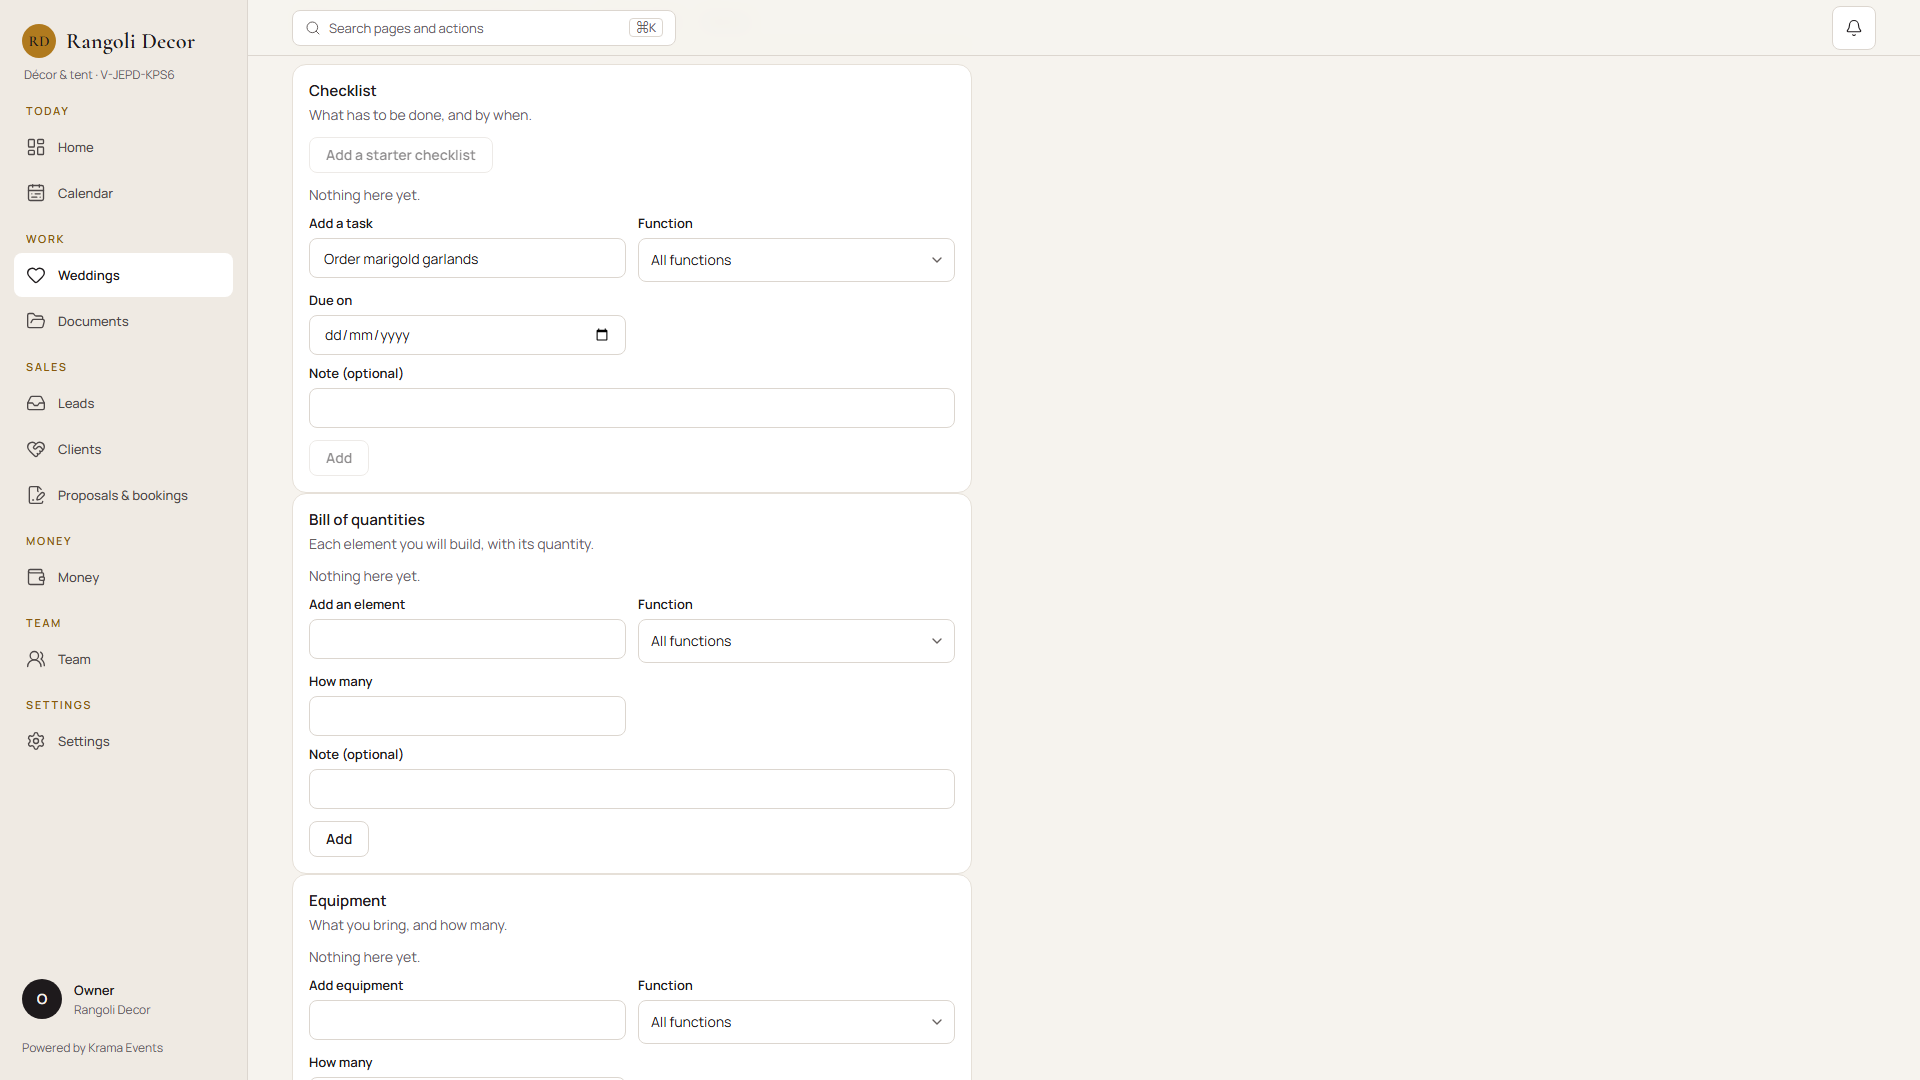 RD
Rangoli Decor
Décor & tent · V-JEPD-KPS6
TODAY
Home
Calendar
WORK
Weddings
Documents
SALES
Leads
Clients
Proposals & bookings
MONEY
Money
TEAM
Team
SETTINGS
Settings
O
Owner
Rangoli Decor
Powered by Krama Events
Search pages and actions
⌘K
Checklist
What has to be done, and by when.
Add a starter checklist
Nothing here yet.
Add a task
Function
Order marigold garlands
All functions
Due on
dd/mm/yyyy
Note (optional)
Add
Bill of quantities
Each element you will build, with its quantity.
Nothing here yet.
Add an element
Function
All functions
How many
Note (optional)
Add
Equipment
What you bring, and how many.
Nothing here yet.
Add equipment
Function
All functions
How many